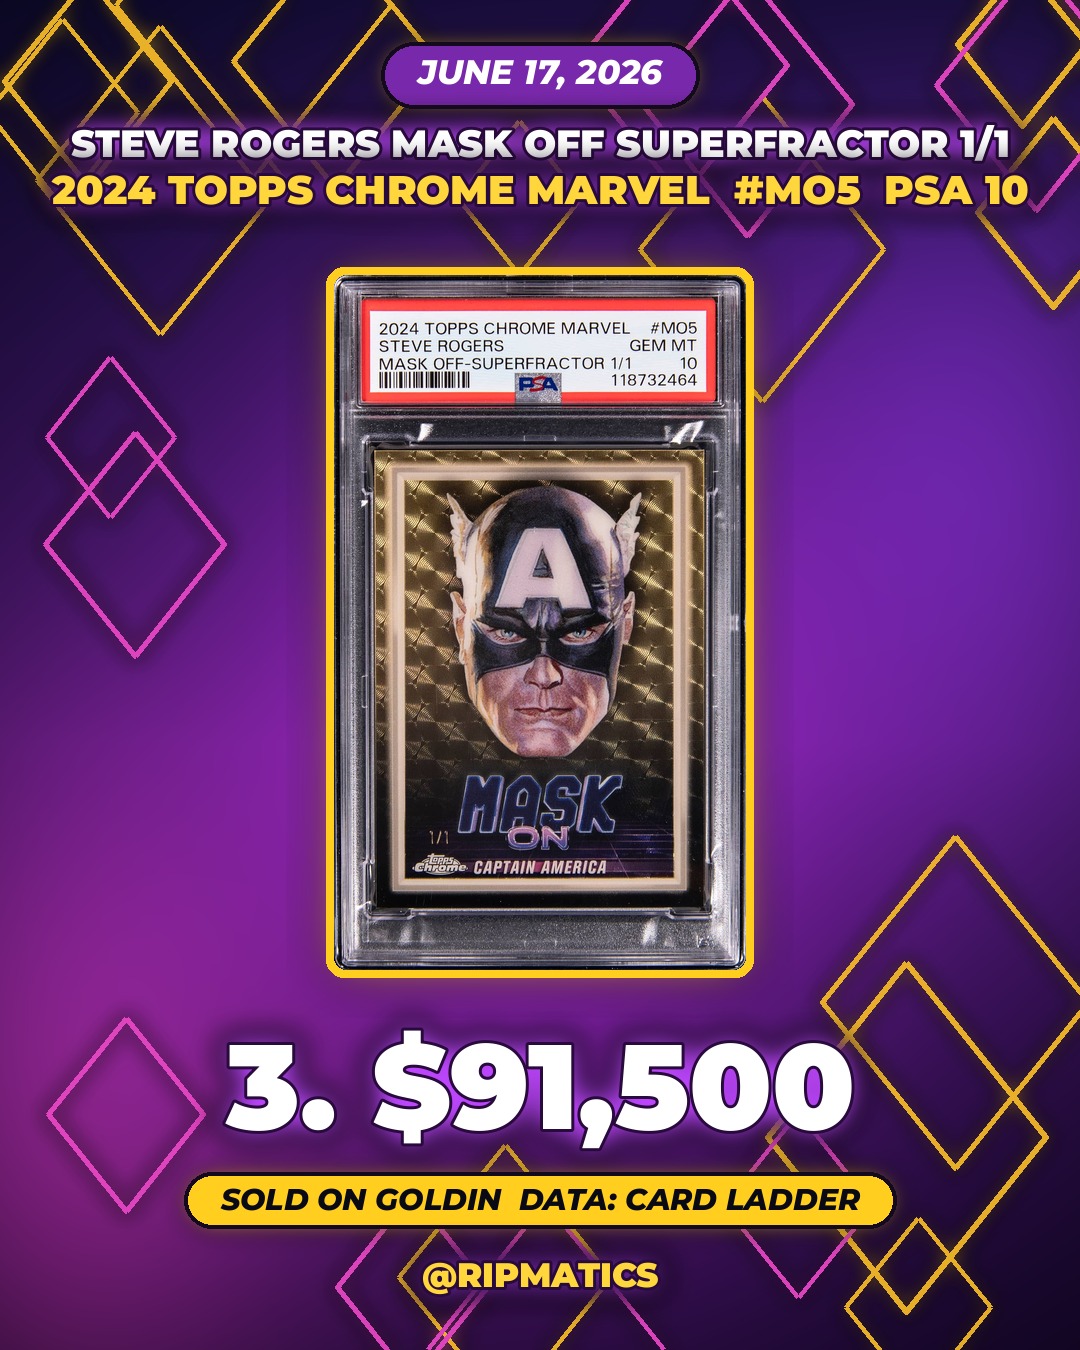 JUNE 17, 2026
STEVE ROGERS MASK OFF SUPERFRACTOR 1/1
2024 TOPPS CHROME MARVEL #MO5 PSA 10
2024 TOPPS CHROME MARVEL #MO5
STEVE ROGERS GEM MT
MASK OFF-SUPERFRACTOR 1/1 10
PSA 118732464
A
MASK
ON
1/1
Topps Chrome CAPTAIN AMERICA
3. $91,500
SOLD ON GOLDIN DATA: CARD LADDER
@RIPMATICS